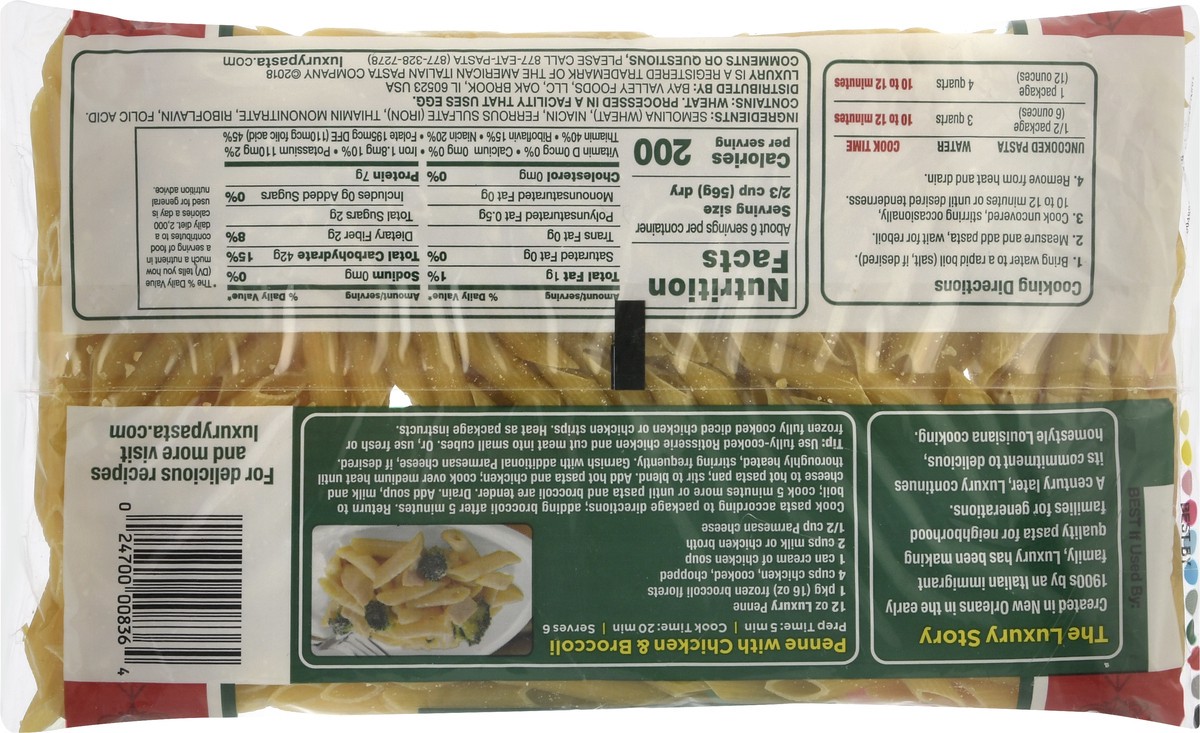 The Luxury Story
Created in New Orleans in the early
1900s by an Italian immigrant
family, Luxury has been making
quality pasta for neighborhood
families for generations.
A century later, Luxury continues
its commitment to delicious,
homestyle Louisiana cooking.
BEST If Used By:
Penne with Chicken & Broccoli
Prep Time: 5 min | Cook Time: 20 min | Serves 6
12 oz Luxury Penne
1 pkg (16 oz) frozen broccoli florets
4 cups chicken, cooked, chopped
1 can cream of chicken soup
2 cups milk or chicken broth
1/2 cup Parmesan cheese
Cook pasta according to package directions; adding broccoli after 5 minutes. Return to
boil; cook 5 minutes more or until pasta and broccoli are tender. Drain. Add soup, milk and
cheese to hot pasta pan; stir to blend. Add hot pasta and chicken; cook over medium heat until
thoroughly heated, stirring frequently. Garnish with additional Parmesan cheese, if desired.
Tip: Use fully-cooked Rotisserie chicken and cut meat into small cubes. Or, use fresh or
frozen fully cooked diced chicken or chicken strips. Heat as package instructs.
0 24700 00836 4
For delicious recipes
and more visit
luxurypasta.com
Cooking Directions
1. Bring water to a rapid boil (salt, if desired).
2. Measure and add pasta, wait for reboil.
3. Cook uncovered, stirring occasionally,
10 to 12 minutes or until desired tenderness.
4. Remove from heat and drain.
UNCOOKED PASTA WATER COOK TIME
1/2 package
(6 ounces) 3 quarts 10 to 12 minutes
1 package
(12 ounces) 4 quarts 10 to 12 minutes
Nutrition
Facts
About 6 servings per container
Serving size
2/3 cup (56g) dry
Calories
per serving 200
Amount/serving % Daily Value*
Total Fat 1g 1%
Saturated Fat 0g 0%
Trans Fat 0g
Polyunsaturated Fat 0.5g
Monounsaturated Fat 0g
Cholesterol 0mg 0%
Amount/serving % Daily Value*
Sodium 0mg 0%
Total Carbohydrate 42g 15%
Dietary Fiber 2g 8%
Total Sugars 2g
Includes 0g Added Sugars 0%
Protein 7g
Vitamin D 0mcg 0% • Calcium 0mg 0% • Iron 1.8mg 10% • Potassium 110mg 2%
Thiamin 40% • Riboflavin 15% • Niacin 20% • Folate 195mcg DFE (110mcg folic acid) 45%
* The % Daily Value
(DV) tells you how
much a nutrient in
a serving of food
contributes to a
daily diet. 2,000
calories a day is
used for general
nutrition advice.
INGREDIENTS: SEMOLINA (WHEAT), NIACIN, FERROUS SULFATE (IRON), THIAMIN MONONITRATE, RIBOFLAVIN, FOLIC ACID.
CONTAINS: WHEAT. PROCESSED IN A FACILITY THAT USES EGG.
DISTRIBUTED BY: BAY VALLEY FOODS, LLC, OAK BROOK, IL 60523 USA
LUXURY IS A REGISTERED TRADEMARK OF THE AMERICAN ITALIAN PASTA COMPANY ©2018
COMMENTS OR QUESTIONS, PLEASE CALL 877-EAT-PASTA (877-328-7278) luxurypasta.com